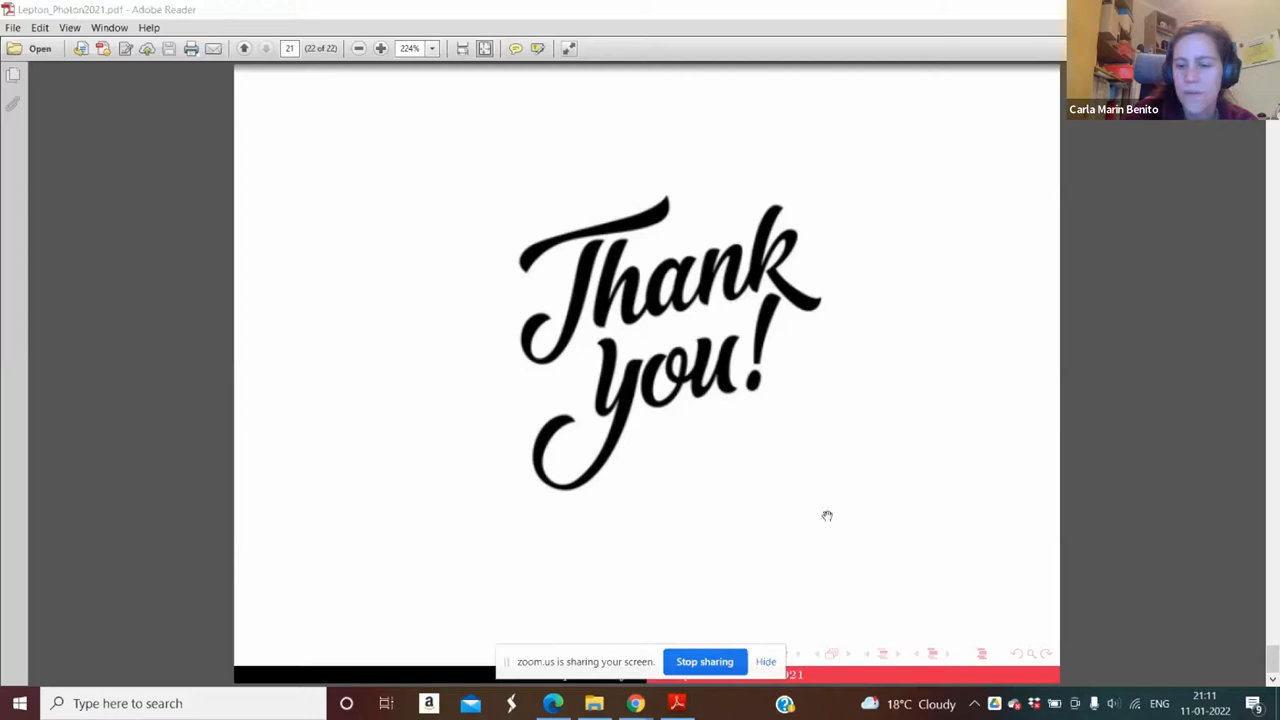 Lepton_Photon2021.pdf - Adobe Reader
File Edit View Window Help
Open 21 (22 of 22) 224%
Carla Marin Benito
Thank
you!
zoom.us is sharing your screen. Stop sharing Hide
021
Type here to search
a
18°C Cloudy
ENG
21:11
11-01-2022
9